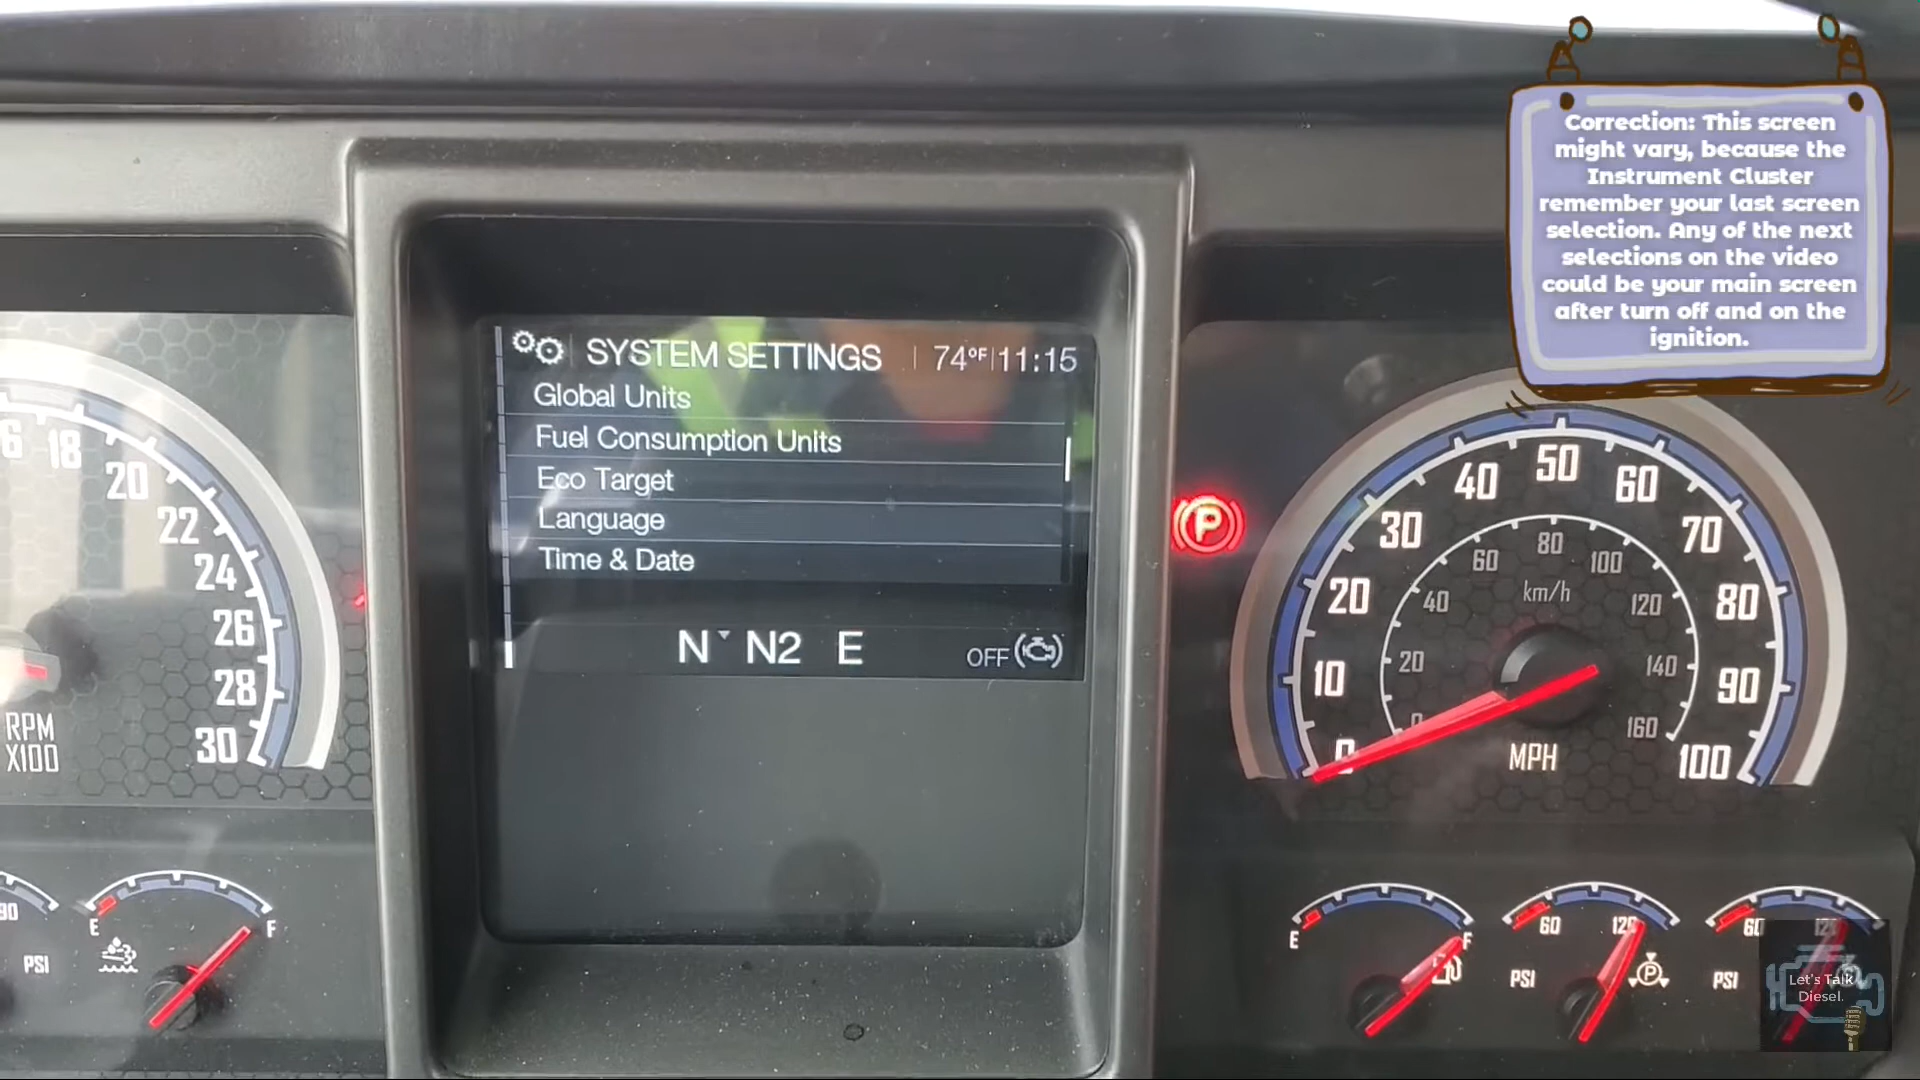 Correction: This screen
might vary, because the
Instrument Cluster
remember your last screen
selection. Any of the next
selections on the video
could be your main screen
after turn off and on the
ignition.
SYSTEM SETTINGS 74°F 11:15
Global Units
Fuel Consumption Units
Eco Target
Language
Time & Date
N N2 E OFF
18
20
22
24
26
28
30
RPM
X100
P
0
10
20
30
40
50
60
70
80
90
100
MPH
20
40
60
80
100
120
140
160
km/h
E F
PSI
E F
60 120
PSI
P
60
PSI
Let's Talk
Diesel.